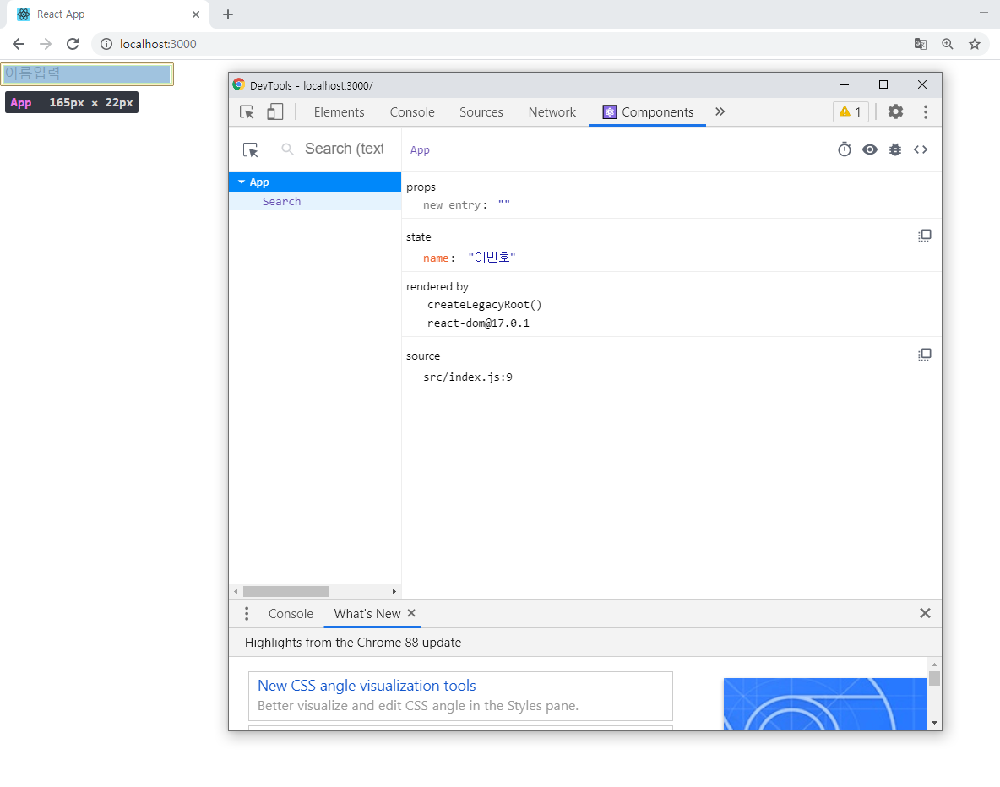 React App
localhost:3000
이름입력
App 165px × 22px
DevTools - localhost:3000/
Elements Console Sources Network Components 1
Search (text
App
App
Search
props
new entry: ""
state
name: "이민호"
rendered by
createLegacyRoot()
react-dom@17.0.1
source
src/index.js:9
Console What's New
Highlights from the Chrome 88 update
New CSS angle visualization tools
Better visualize and edit CSS angle in the Styles pane.